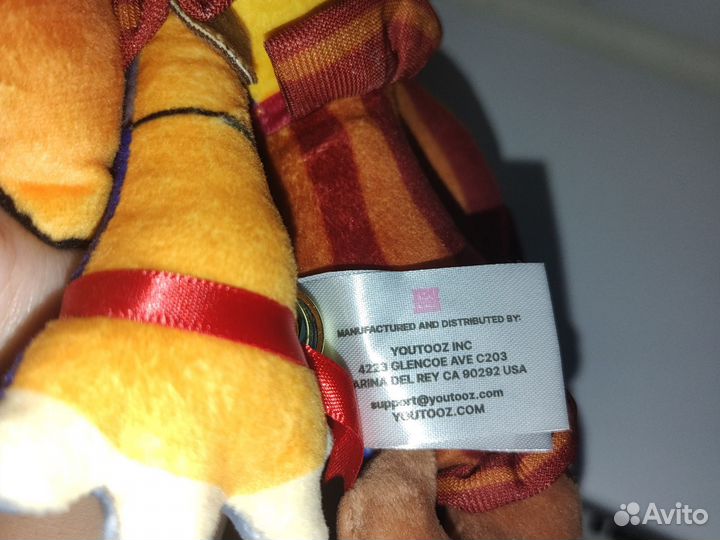 MANUFACTURED AND DISTRIBUTED BY:
YOUTOOZ INC
4223 GLENCOE AVE C203
ARINA DEL REY CA 90292 USA
support@youtooz.com
YOUTOOZ.COM
Avito